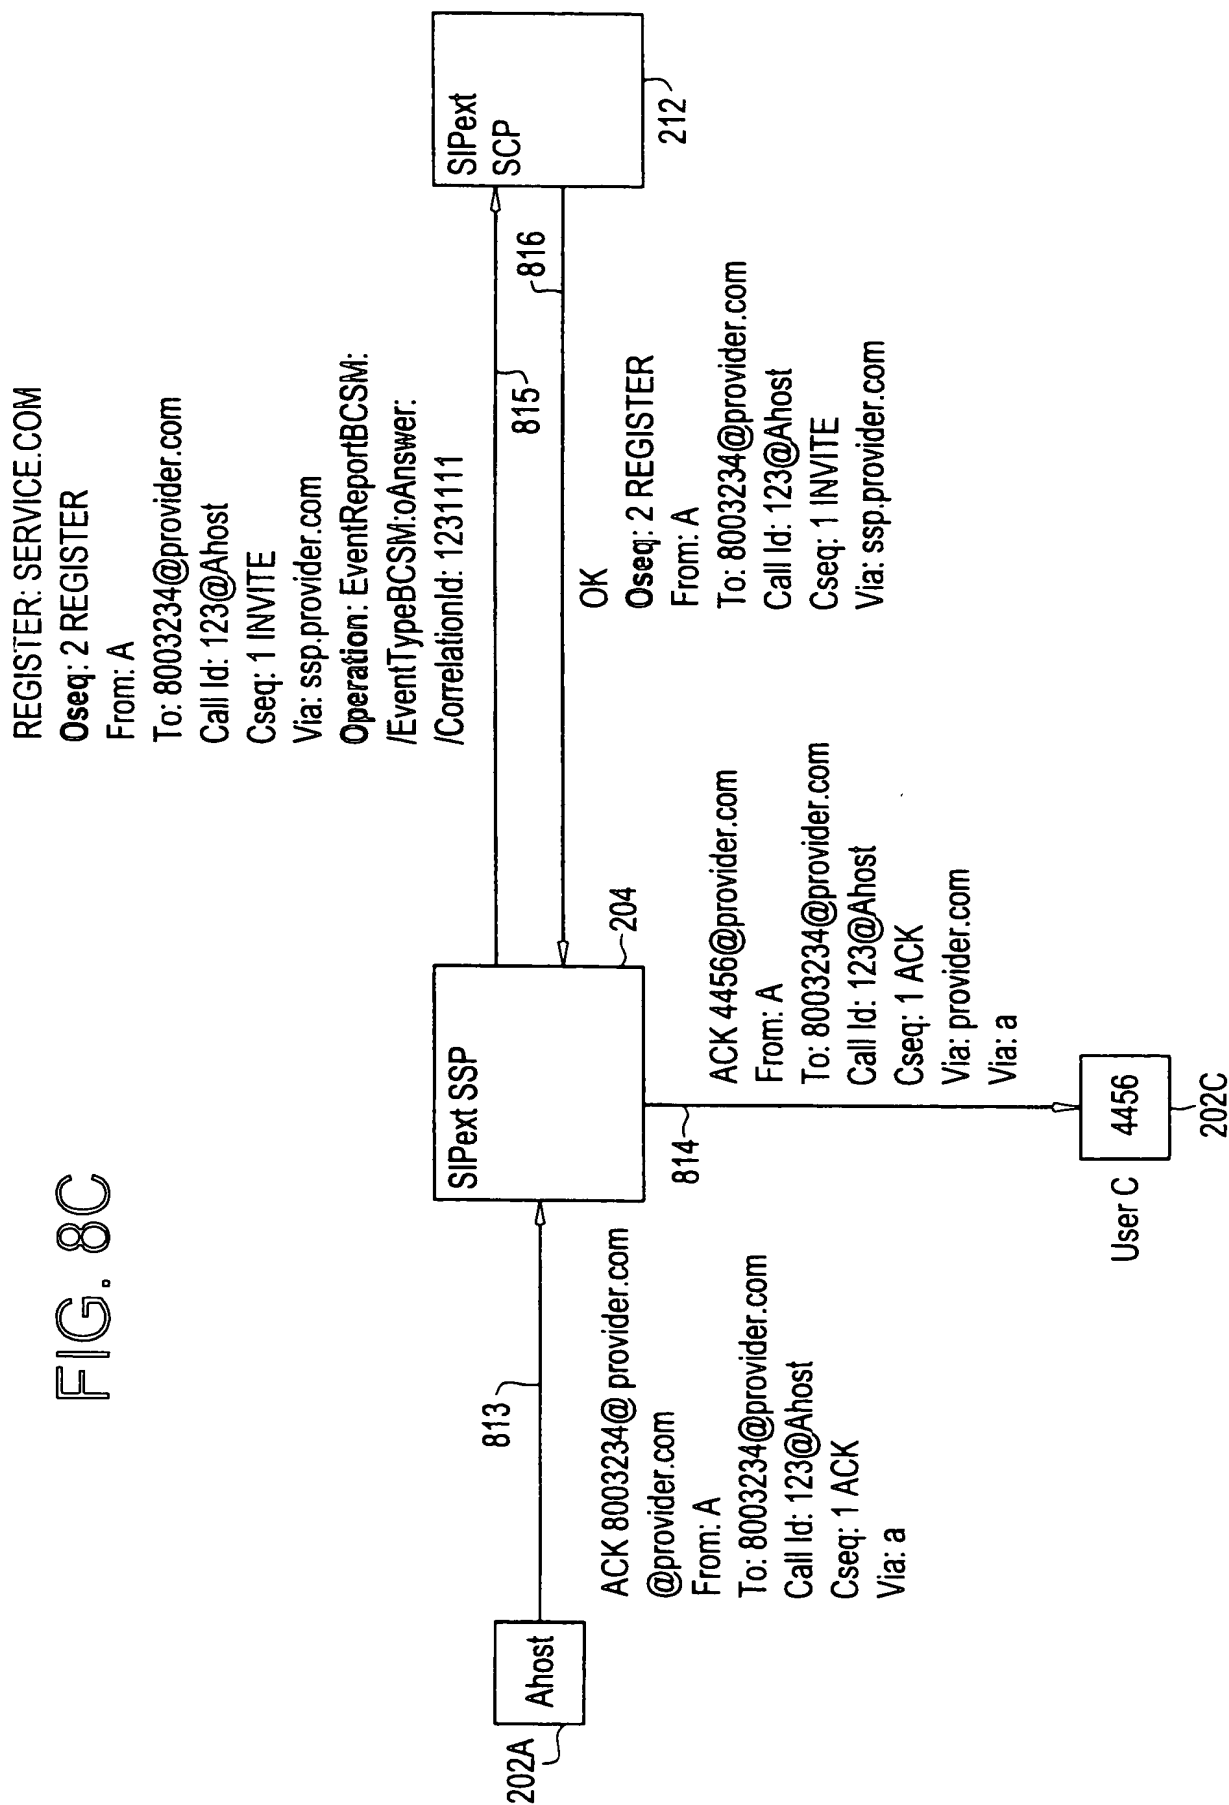 FIG. 8C
REGISTER: SERVICE.COM
Oseq: 2 REGISTER
From: A
To: 8003234@provider.com
Call Id: 123@Ahost
Cseq: 1 INVITE
Via: ssp.provider.com
Operation: EventReportBCSM:
/EventTypeBCSM:oAnswer:
/CorrelationId: 1231111
Ahost
202A
813
ACK 8003234@ provider.com
@provider.com
From: A
To: 8003234@provider.com
Call Id: 123@Ahost
Cseq: 1 ACK
Via: a
SIPext SSP
204
815
816
SIPext
SCP
212
OK
Oseq: 2 REGISTER
From: A
To: 8003234@provider.com
Call Id: 123@Ahost
Cseq: 1 INVITE
Via: ssp.provider.com
814
ACK 4456@provider.com
From: A
To: 8003234@provider.com
Call Id: 123@Ahost
Cseq: 1 ACK
Via: provider.com
Via: a
User C
4456
202C